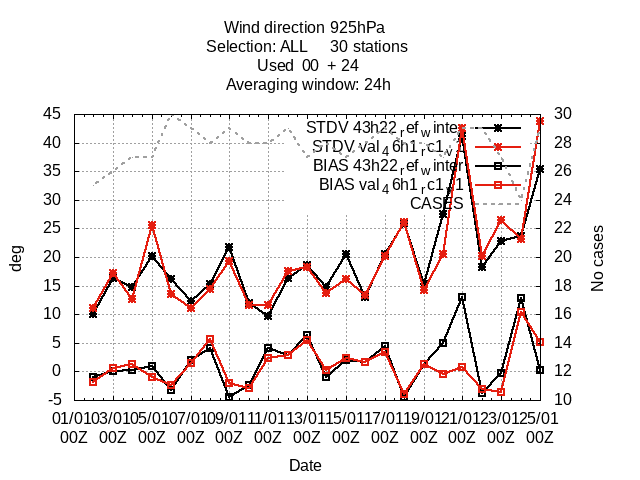 Wind direction 925hPa
Selection: ALL 30 stations
Used 00 + 24
Averaging window: 24h
45 30
40 28
35 26
30 24
25 22
20 20
15 18
10 16
5 14
0 12
-5 10
STDV 43h22_ref_winter
STDV val_46h1_rc1_v1
BIAS 43h22_ref_winter
BIAS val_46h1_rc1_v1
CASES
deg
No cases
01/01 03/01 05/01 07/01 09/01 11/01 13/01 15/01 17/01 19/01 21/01 23/01 25/01
00Z 00Z 00Z 00Z 00Z 00Z 00Z 00Z 00Z 00Z 00Z 00Z 00Z
Date